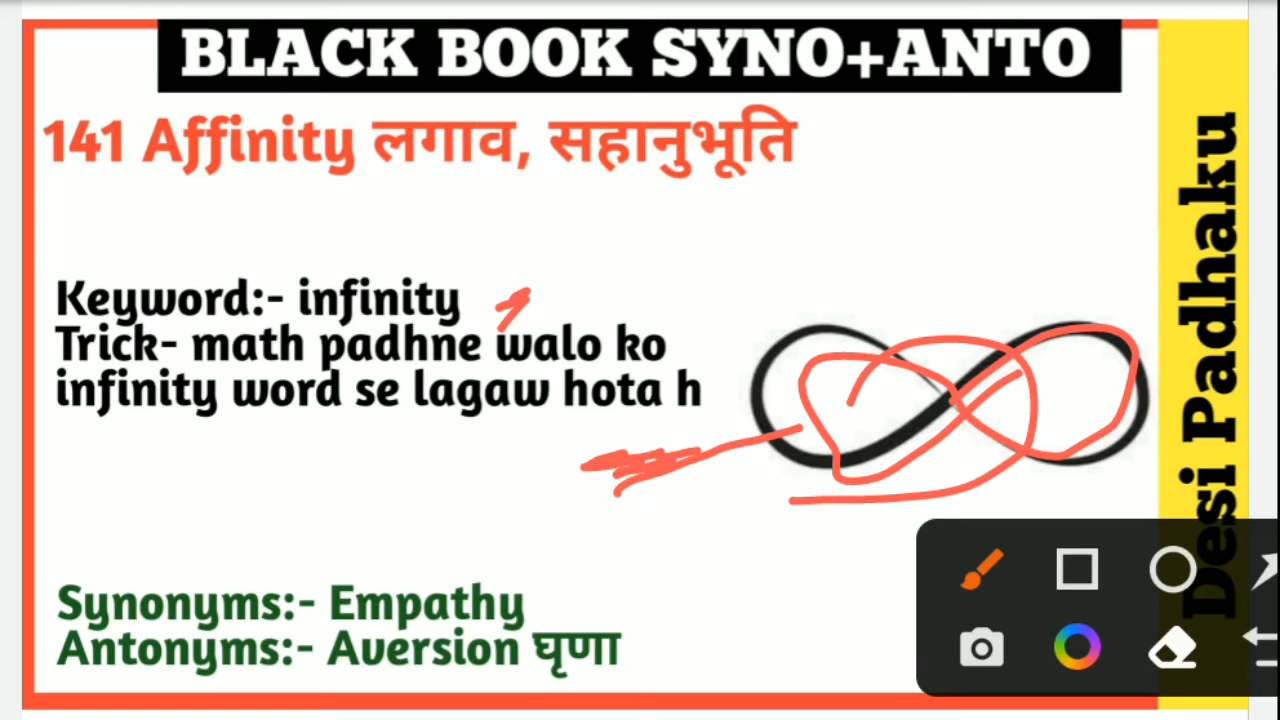 BLACK BOOK SYNO+ANTO
141 Affinity लगाव, सहानुभूति
Keyword:- infinity
Trick- math padhne walo ko
infinity word se lagaw hota h
Synonyms:- Empathy
Antonyms:- Aversion घृणा
Desi Padhaku